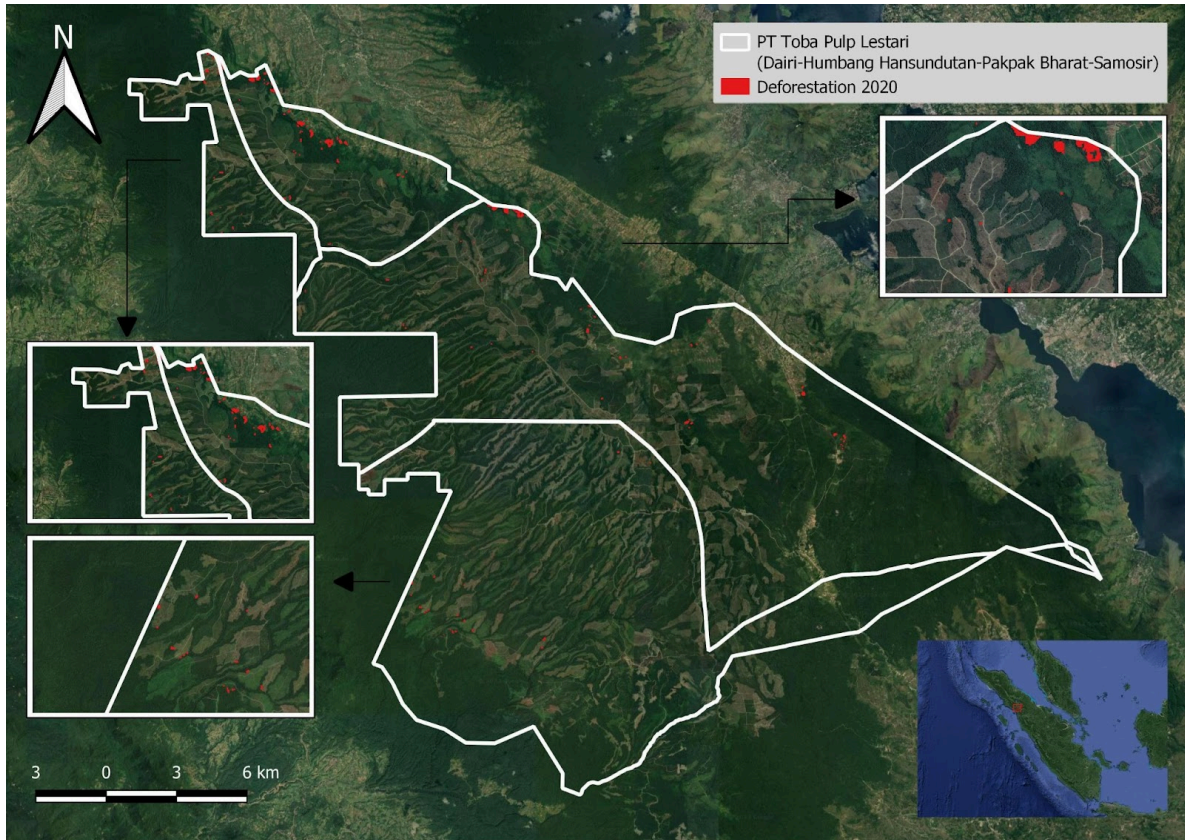 N
PT Toba Pulp Lestari
(Dairi-Humbang Hansundutan-Pakpak Bharat-Samosir)
Deforestation 2020
3 0 3 6 km